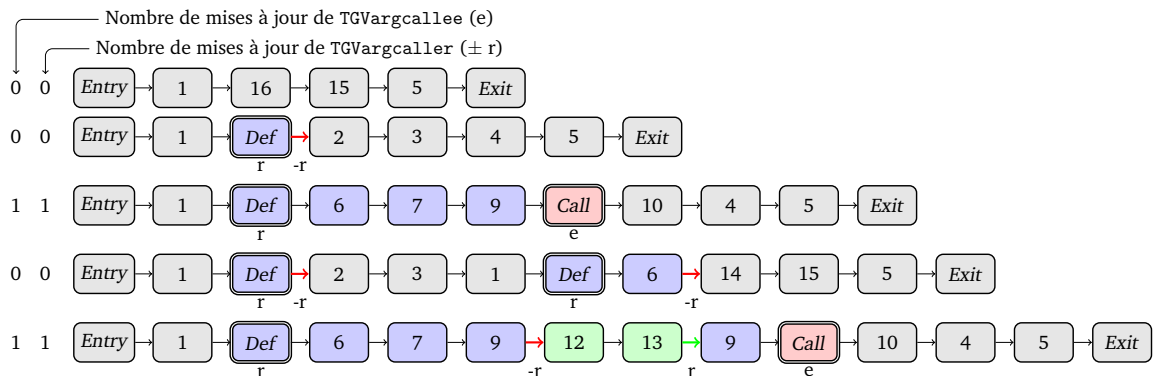 Nombre de mises à jour de TGVargcallee (e)
Nombre de mises à jour de TGVargcaller (± r)
0 0 Entry 1 16 15 5 Exit
0 0 Entry 1 Def 2 3 4 5 Exit
r -r
1 1 Entry 1 Def 6 7 9 Call 10 4 5 Exit
r e
0 0 Entry 1 Def 2 3 1 Def 6 14 15 5 Exit
r -r r -r
1 1 Entry 1 Def 6 7 9 12 13 9 Call 10 4 5 Exit
r -r r e